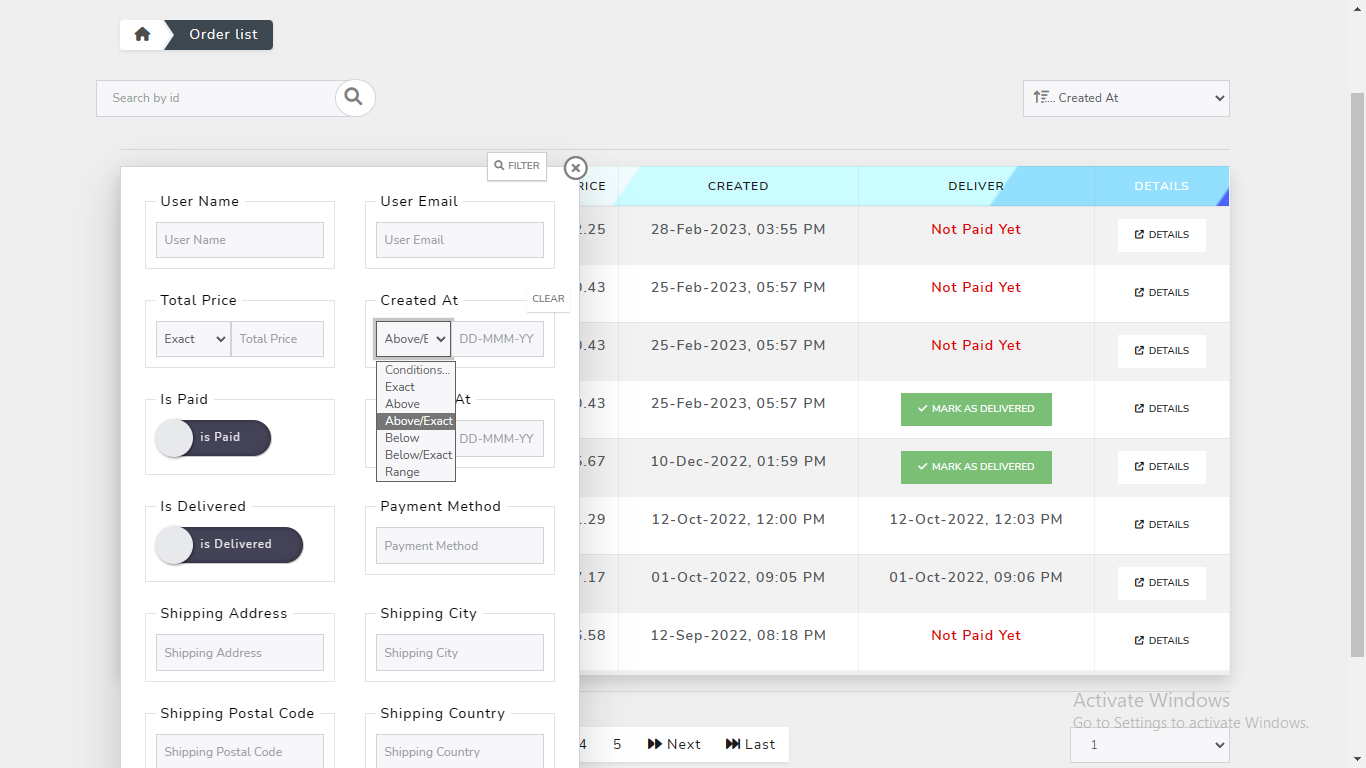 Order list
Search by id
... Created At
FILTER
RICE CREATED DELIVER DETAILS
User Name User Email
User Name User Email
2.25 28-Feb-2023, 03:55 PM Not Paid Yet DETAILS
Total Price Created At CLEAR
Exact Total Price Above/E DD-MMM-YY
.43 25-Feb-2023, 05:57 PM Not Paid Yet DETAILS
.43 25-Feb-2023, 05:57 PM Not Paid Yet DETAILS
Conditions...
Exact
Above
Above/Exact
Below
Below/Exact
Range
Is Paid At
is Paid DD-MMM-YY
.43 25-Feb-2023, 05:57 PM MARK AS DELIVERED DETAILS
.67 10-Dec-2022, 01:59 PM MARK AS DELIVERED DETAILS
Is Delivered Payment Method
is Delivered Payment Method
.29 12-Oct-2022, 12:00 PM 12-Oct-2022, 12:03 PM DETAILS
.17 01-Oct-2022, 09:05 PM 01-Oct-2022, 09:06 PM DETAILS
Shipping Address Shipping City
Shipping Address Shipping City
.58 12-Sep-2022, 08:18 PM Not Paid Yet DETAILS
Shipping Postal Code Shipping Country
Shipping Postal Code Shipping Country
4 5 Next Last
1
Activate Windows
Go to Settings to activate Windows.